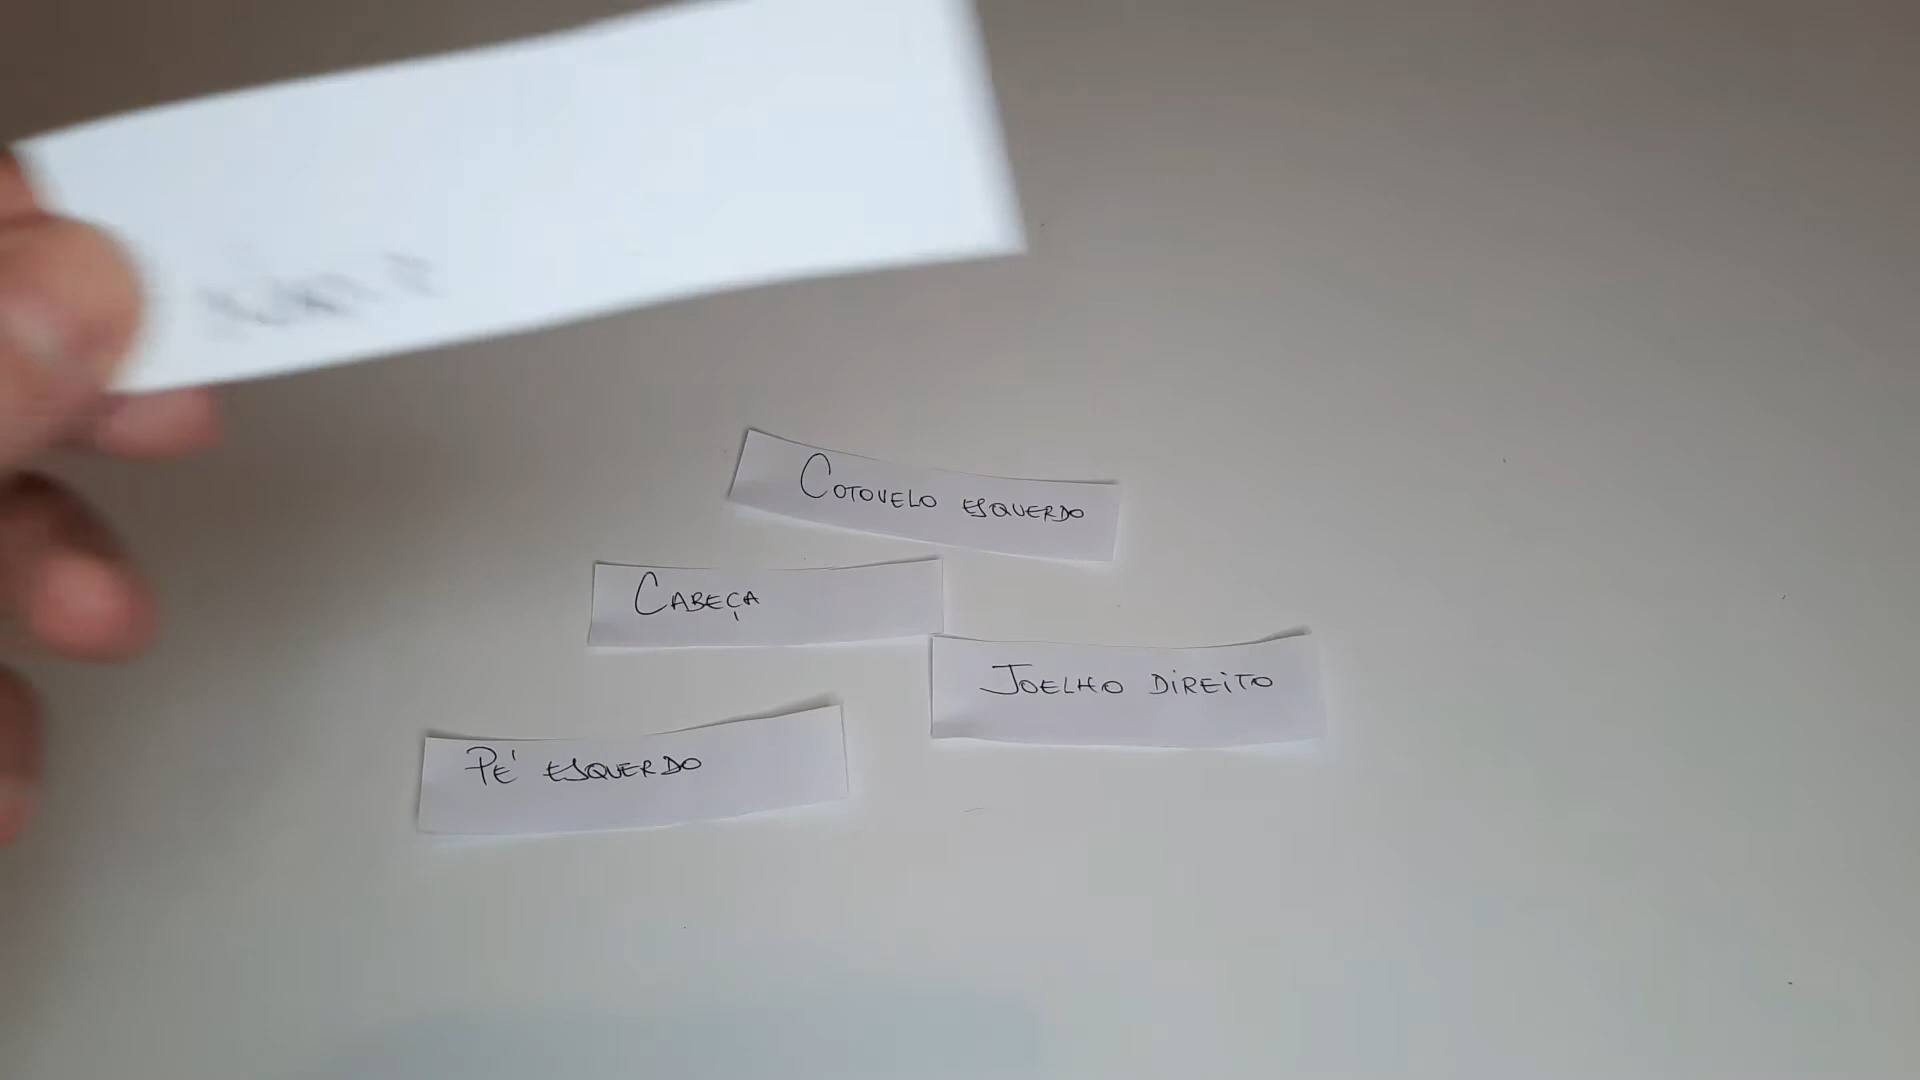 Cotovelo esquerdo
Cabeça
Joelho direito
Pé esquerdo